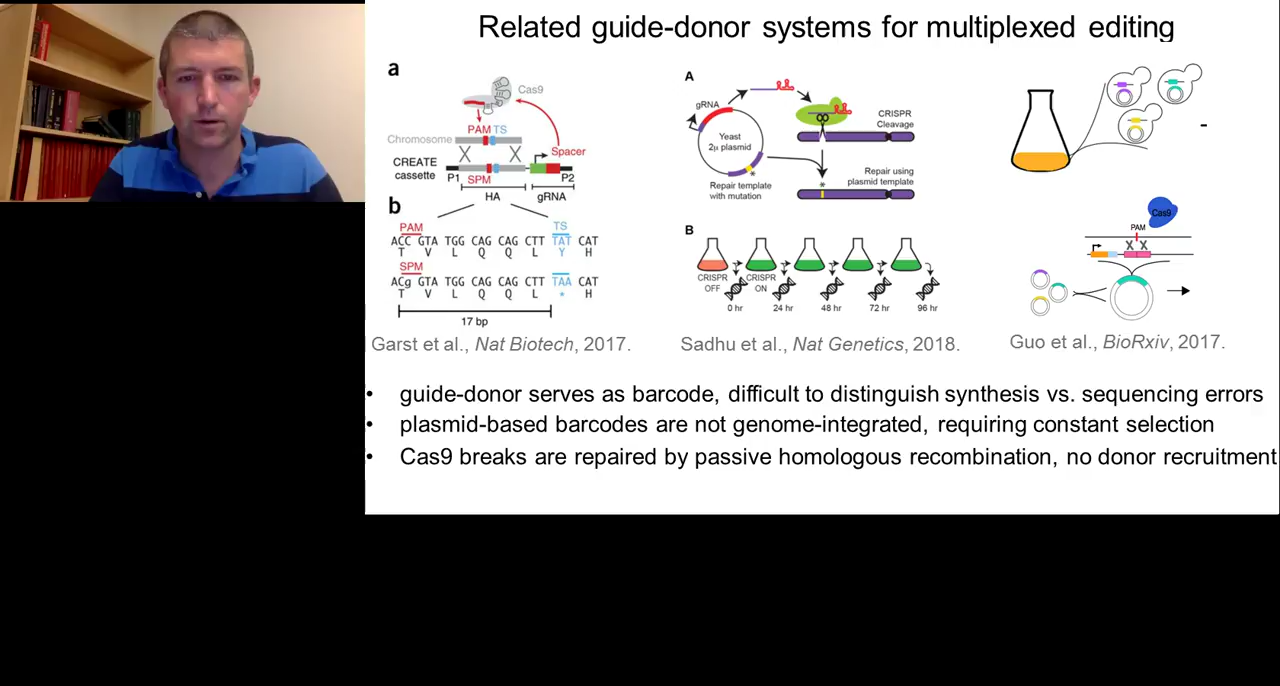 Related guide-donor systems for multiplexed editing
a
Cas9
PAM TS
Chromosome
Spacer
CREATE
cassette
P1
SPM
P2
HA
gRNA
b
PAM
TS
ACC GTA TGG CAG CAG CTT TAT CAT
T V L Q Q L Y H
SPM
ACg GTA TGG CAG CAG CTT TAA CAT
T V L Q Q L * H
17 bp
Garst et al., Nat Biotech, 2017.
A
gRNA
CRISPR
Cleavage
Yeast
2μ plasmid
*
Repair template
with mutation
*
Repair using
plasmid template
B
CRISPR
OFF
CRISPR
ON
0 hr
24 hr
48 hr
72 hr
96 hr
Sadhu et al., Nat Genetics, 2018.
-
Cas9
PAM
Guo et al., BioRxiv, 2017.
• guide-donor serves as barcode, difficult to distinguish synthesis vs. sequencing errors
• plasmid-based barcodes are not genome-integrated, requiring constant selection
• Cas9 breaks are repaired by passive homologous recombination, no donor recruitment